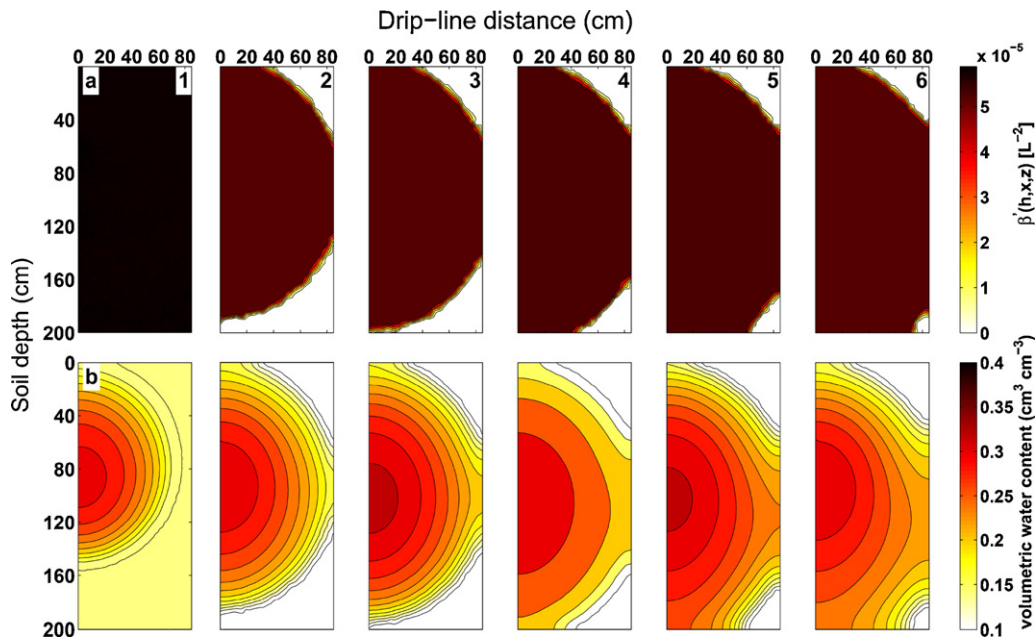 Drip−line distance (cm)
0 20 40 60 80
0 20 40 60 80
0 20 40 60 80
0 20 40 60 80
0 20 40 60 80
0 20 40 60 80
x 10⁻⁵
a 1 2 3 4 5 6
40
80
120
160
200
5
4
3
2
1
0
β'(h,x,z) [L⁻²]
Soil depth (cm)
b
0
40
80
120
160
200
0.4
0.35
0.3
0.25
0.2
0.15
0.1
volumetric water content (cm³ cm⁻³)